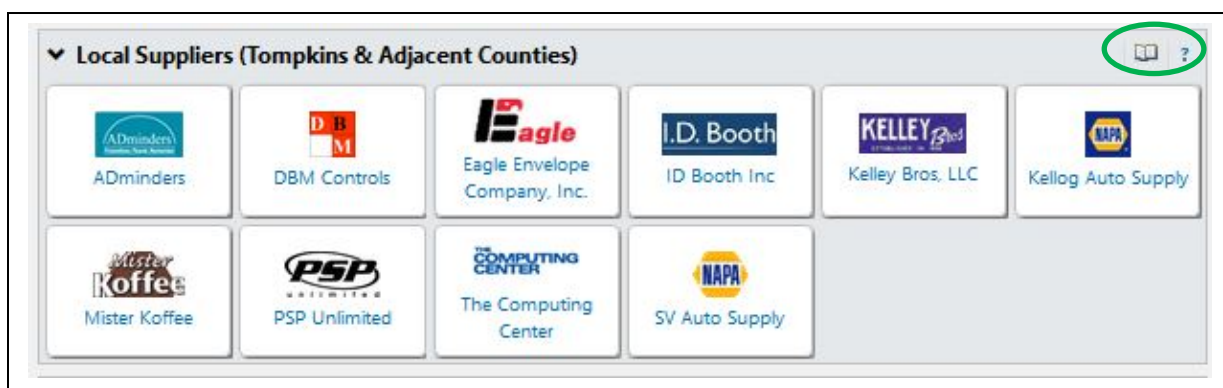 Local Suppliers (Tompkins & Adjacent Counties)
?
ADminders
ADminders
D B
M
DBM Controls
Eagle
Eagle Envelope
Company, Inc.
I.D. Booth
ID Booth Inc
KELLEY Bros
Kelley Bros, LLC
NAPA
Kellog Auto Supply
Mister
Koffee
Mister Koffee
PSP
unlimited
PSP Unlimited
THE
COMPUTING
CENTER
The Computing
Center
NAPA
SV Auto Supply